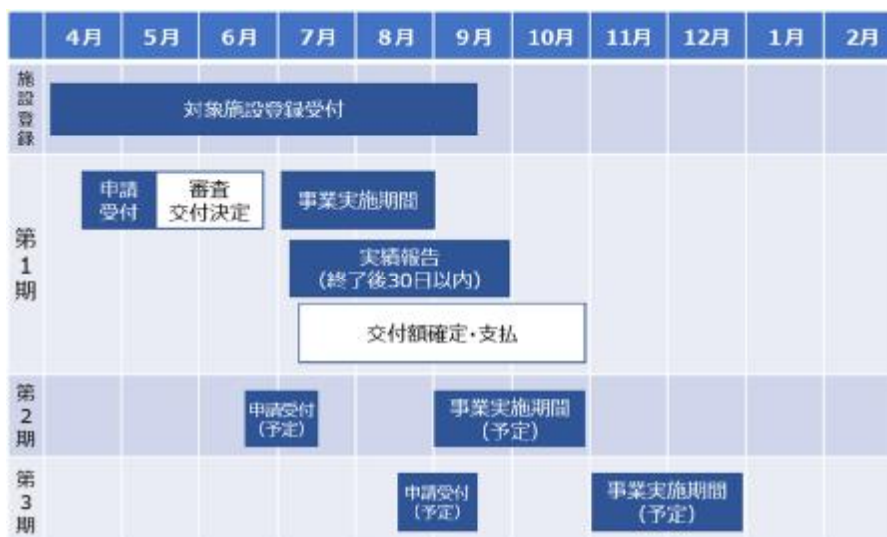 4月 5月 6月 7月 8月 9月 10月 11月 12月 1月 2月
施設登録
対象施設登録受付
第1期
申請
受付
審査
交付決定
事業実施期間
実績報告
(終了後30日以内)
交付額確定・支払
第2期
申請受付
(予定)
事業実施期間
(予定)
第3期
申請受付
(予定)
事業実施期間
(予定)